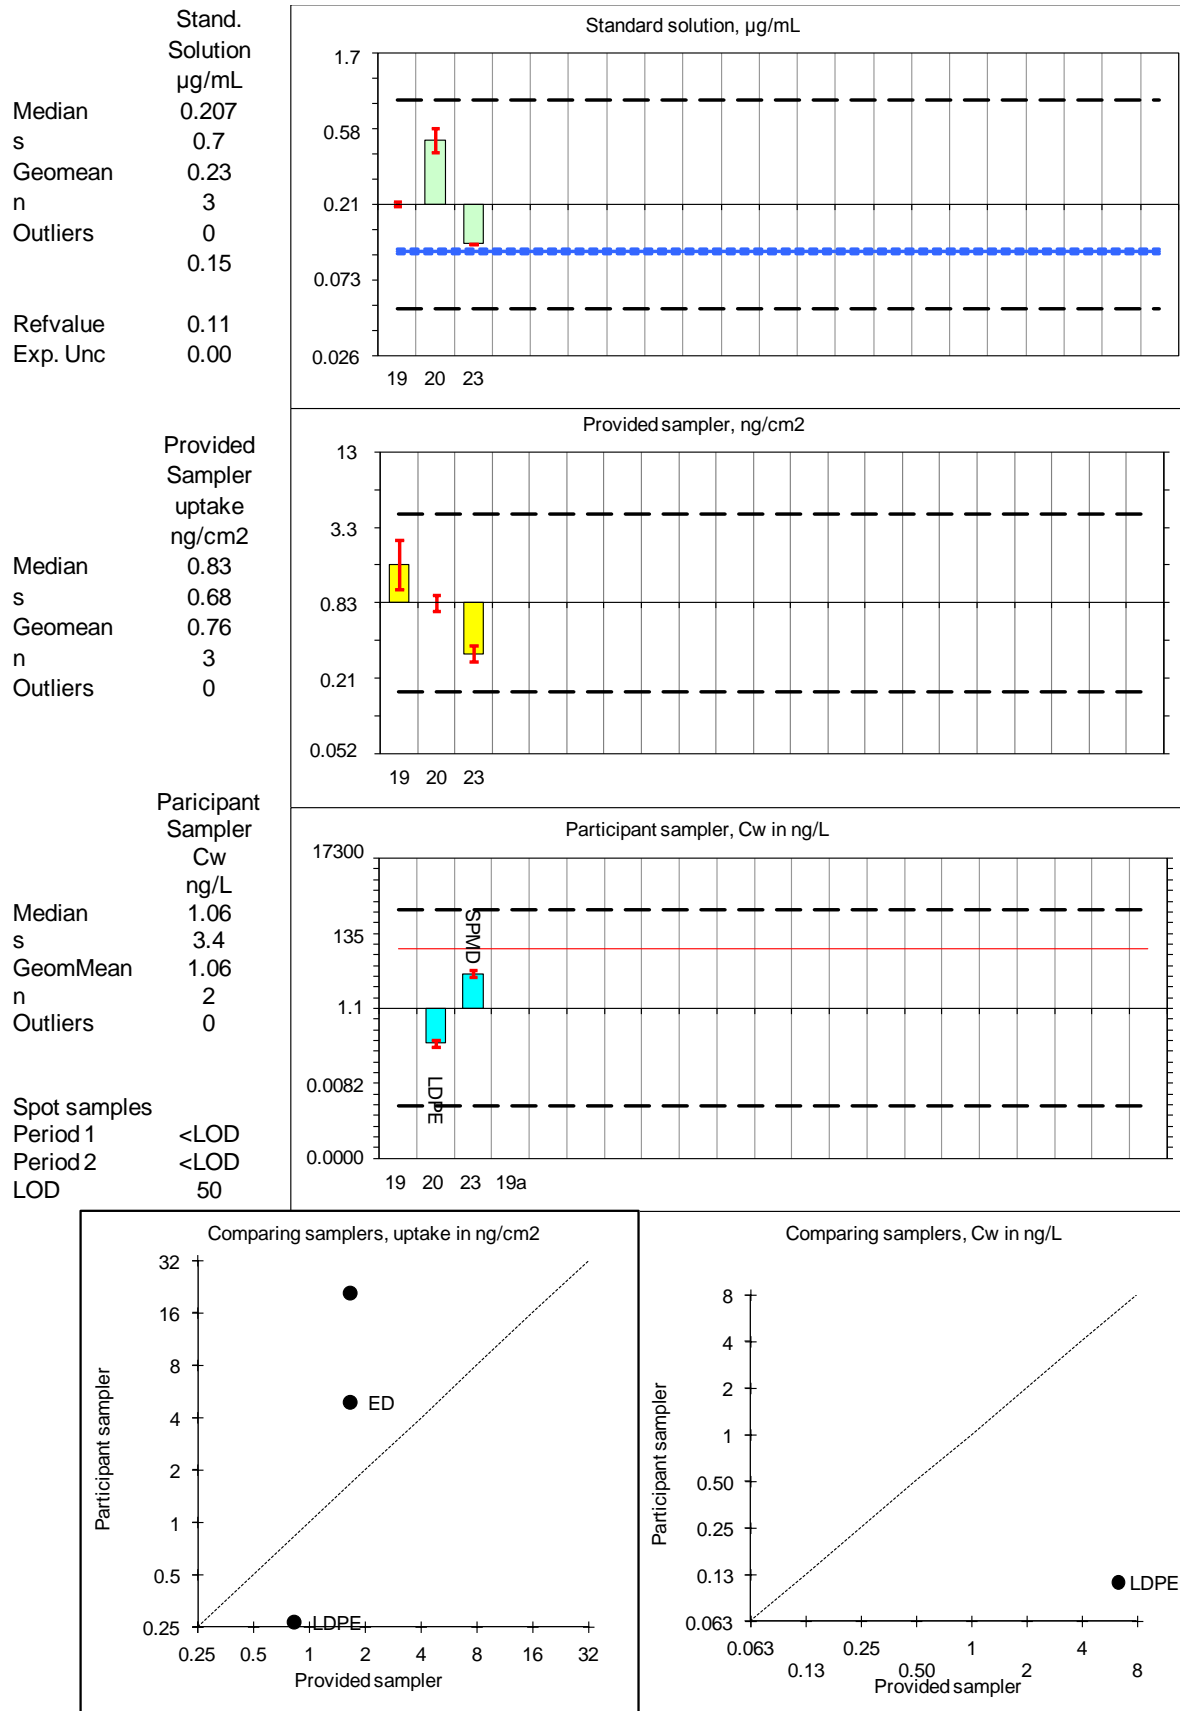 Stand.
Solution
µg/mL
Median 0.207
s 0.7
Geomean 0.23
n 3
Outliers 0
0.15
Refvalue 0.11
Exp. Unc 0.00
Standard solution, µg/mL
1.7
0.58
0.21
0.073
0.026
19 20 23
Provided
Sampler
uptake
ng/cm2
Median 0.83
s 0.68
Geomean 0.76
n 3
Outliers 0
Provided sampler, ng/cm2
13
3.3
0.83
0.21
0.052
19 20 23
Paricipant
Sampler
Cw
ng/L
Median 1.06
s 3.4
GeomMean 1.06
n 2
Outliers 0
Spot samples
Period 1 <LOD
Period 2 <LOD
LOD 50
Participant sampler, Cw in ng/L
17300
135
1.1
0.0082
0.0000
SPMD
LDPE
19 20 23 19a
Comparing samplers, uptake in ng/cm2
Participant sampler
32
16
8
4
2
1
0.5
0.25
ED
LDPE
0.25 0.5 1 2 4 8 16 32
Provided sampler
Comparing samplers, Cw in ng/L
Participant sampler
8
4
2
1
0.50
0.25
0.13
0.063
LDPE
0.063 0.25 1 4
0.13 0.50 2 8
Provided sampler